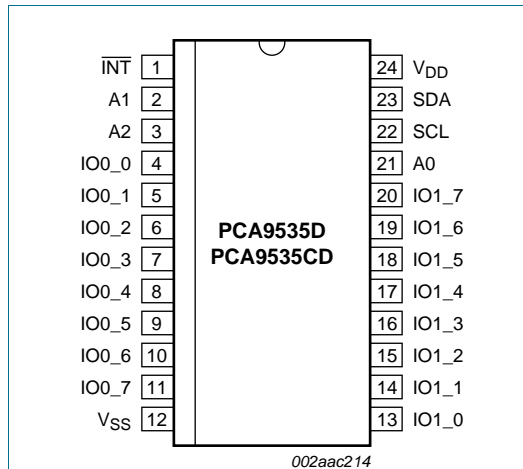 INT 1 24 VDD
A1 2 23 SDA
A2 3 22 SCL
IO0_0 4 21 A0
IO0_1 5 20 IO1_7
IO0_2 6 19 IO1_6
IO0_3 7 18 IO1_5
IO0_4 8 17 IO1_4
IO0_5 9 16 IO1_3
IO0_6 10 15 IO1_2
IO0_7 11 14 IO1_1
VSS 12 13 IO1_0
PCA9535D
PCA9535CD
002aac214